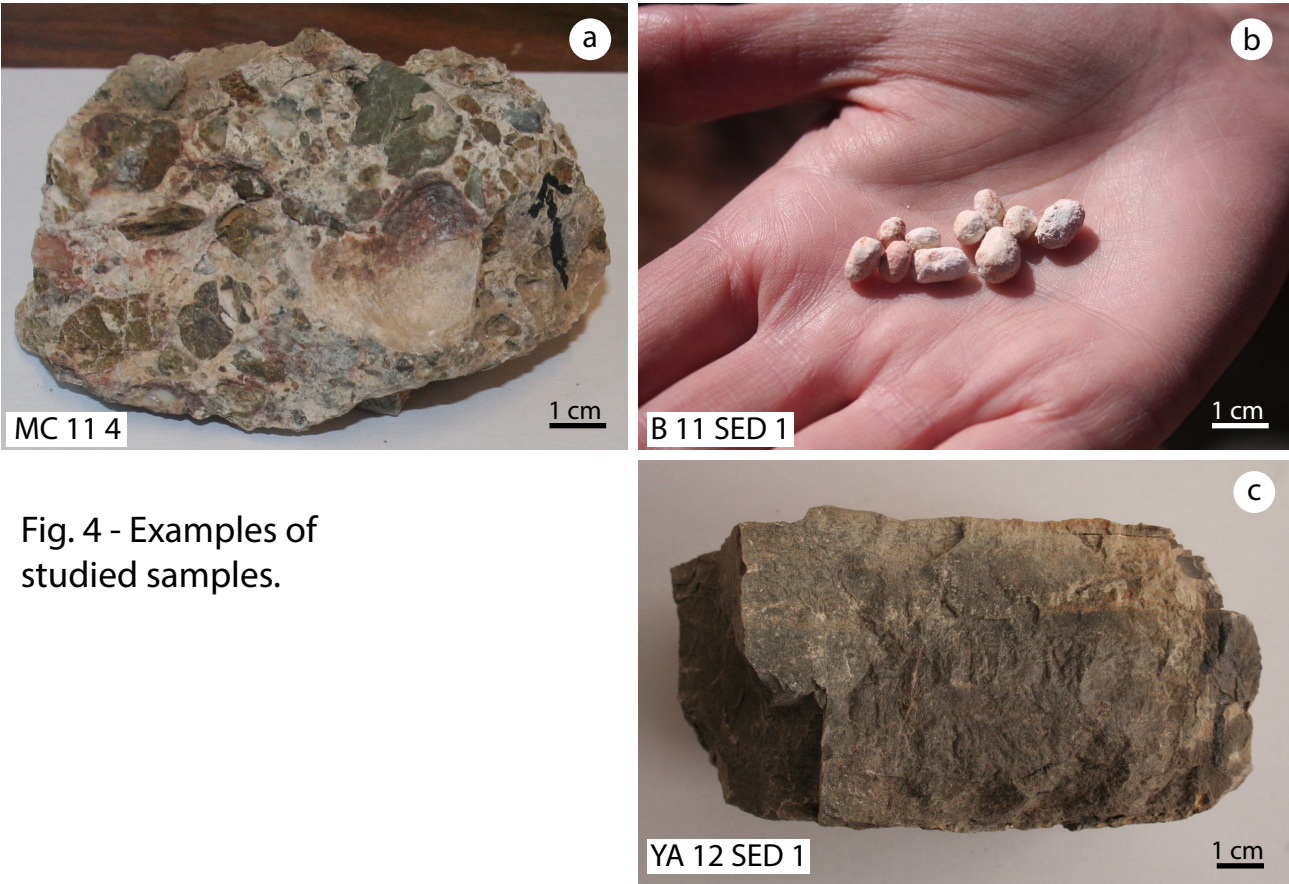 a
MC 11 4
1 cm
b
B 11 SED 1
1 cm
Fig. 4 - Examples of
studied samples.
c
YA 12 SED 1
1 cm